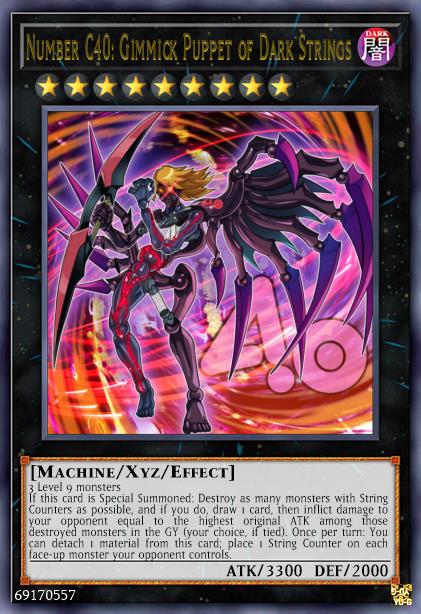 Number C40: Gimmick Puppet of Dark Strings
DARK
闇
40
[Machine/Xyz/Effect]
3 Level 9 monsters
If this card is Special Summoned: Destroy as many monsters with String
Counters as possible, and if you do, draw 1 card, then inflict damage to
your opponent equal to the highest original ATK among those
destroyed monsters in the GY (your choice, if tied). Once per turn: You
can detach 1 material from this card; place 1 String Counter on each
face-up monster your opponent controls.
ATK/3300 DEF/2000
69170557